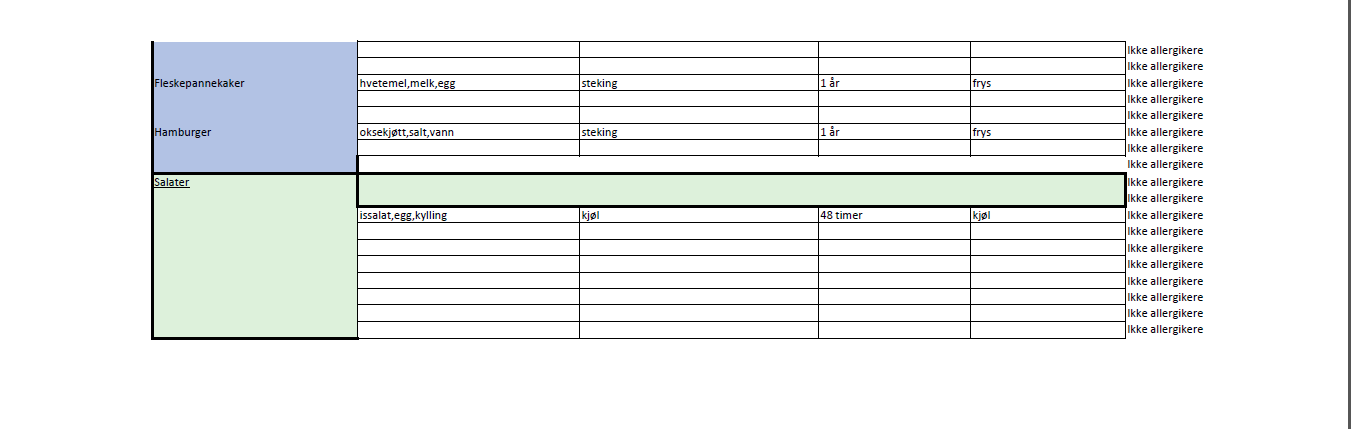 Ikke allergikere
Ikke allergikere
Fleskepannekaker hvetemel,melk,egg steking 1 år frys Ikke allergikere
Ikke allergikere
Ikke allergikere
Hamburger oksekjøtt,salt,vann steking 1 år frys Ikke allergikere
Ikke allergikere
Ikke allergikere
Salater Ikke allergikere
Ikke allergikere
issalat,egg,kylling kjøl 48 timer kjøl Ikke allergikere
Ikke allergikere
Ikke allergikere
Ikke allergikere
Ikke allergikere
Ikke allergikere
Ikke allergikere
Ikke allergikere